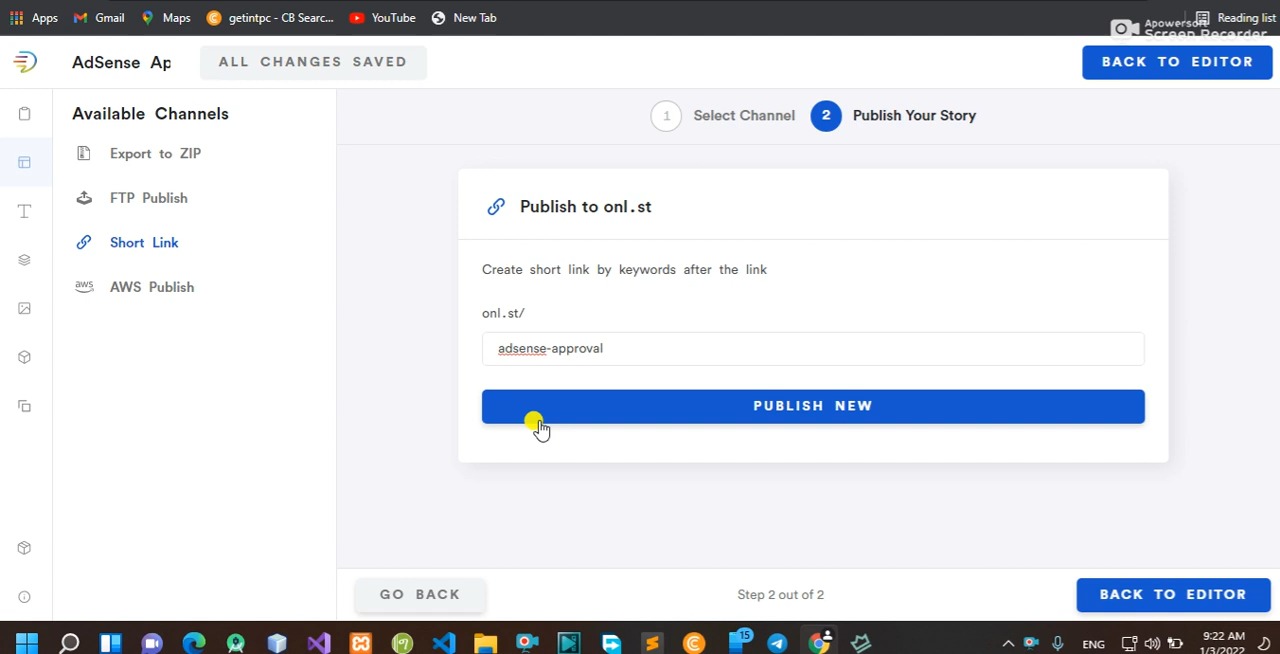 Apps Gmail Maps getintpc - CB Searc... YouTube New Tab Reading list
Apowersoft
Screen Recorder
AdSense Ap ALL CHANGES SAVED BACK TO EDITOR
Available Channels
Export to ZIP
FTP Publish
Short Link
aws AWS Publish
1 Select Channel 2 Publish Your Story
Publish to onl.st
Create short link by keywords after the link
onl.st/
adsense-approval
PUBLISH NEW
GO BACK Step 2 out of 2 BACK TO EDITOR
15 ENG 9:22 AM
1/3/2022